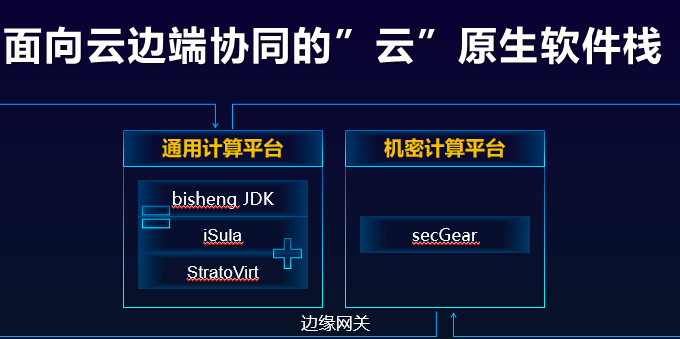 面向云边端协同的”云”原生软件栈
通用计算平台
bisheng JDK
iSula
StratoVirt
机密计算平台
secGear
边缘网关